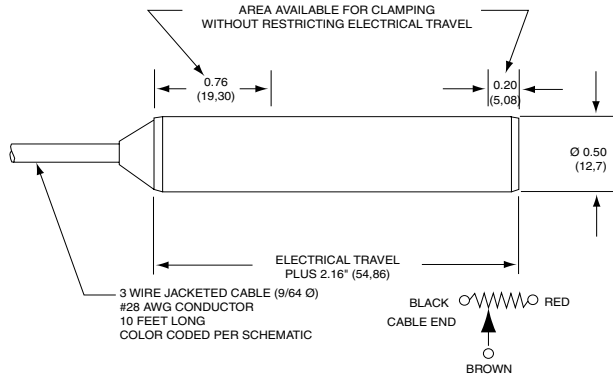 AREA AVAILABLE FOR CLAMPING
WITHOUT RESTRICTING ELECTRICAL TRAVEL
0.76
(19,30)
0.20
(5,08)
Ø 0.50
(12,7)
ELECTRICAL TRAVEL
PLUS 2.16" (54,86)
3 WIRE JACKETED CABLE (9/64 Ø)
#28 AWG CONDUCTOR
10 FEET LONG
COLOR CODED PER SCHEMATIC
BLACK
RED
CABLE END
BROWN